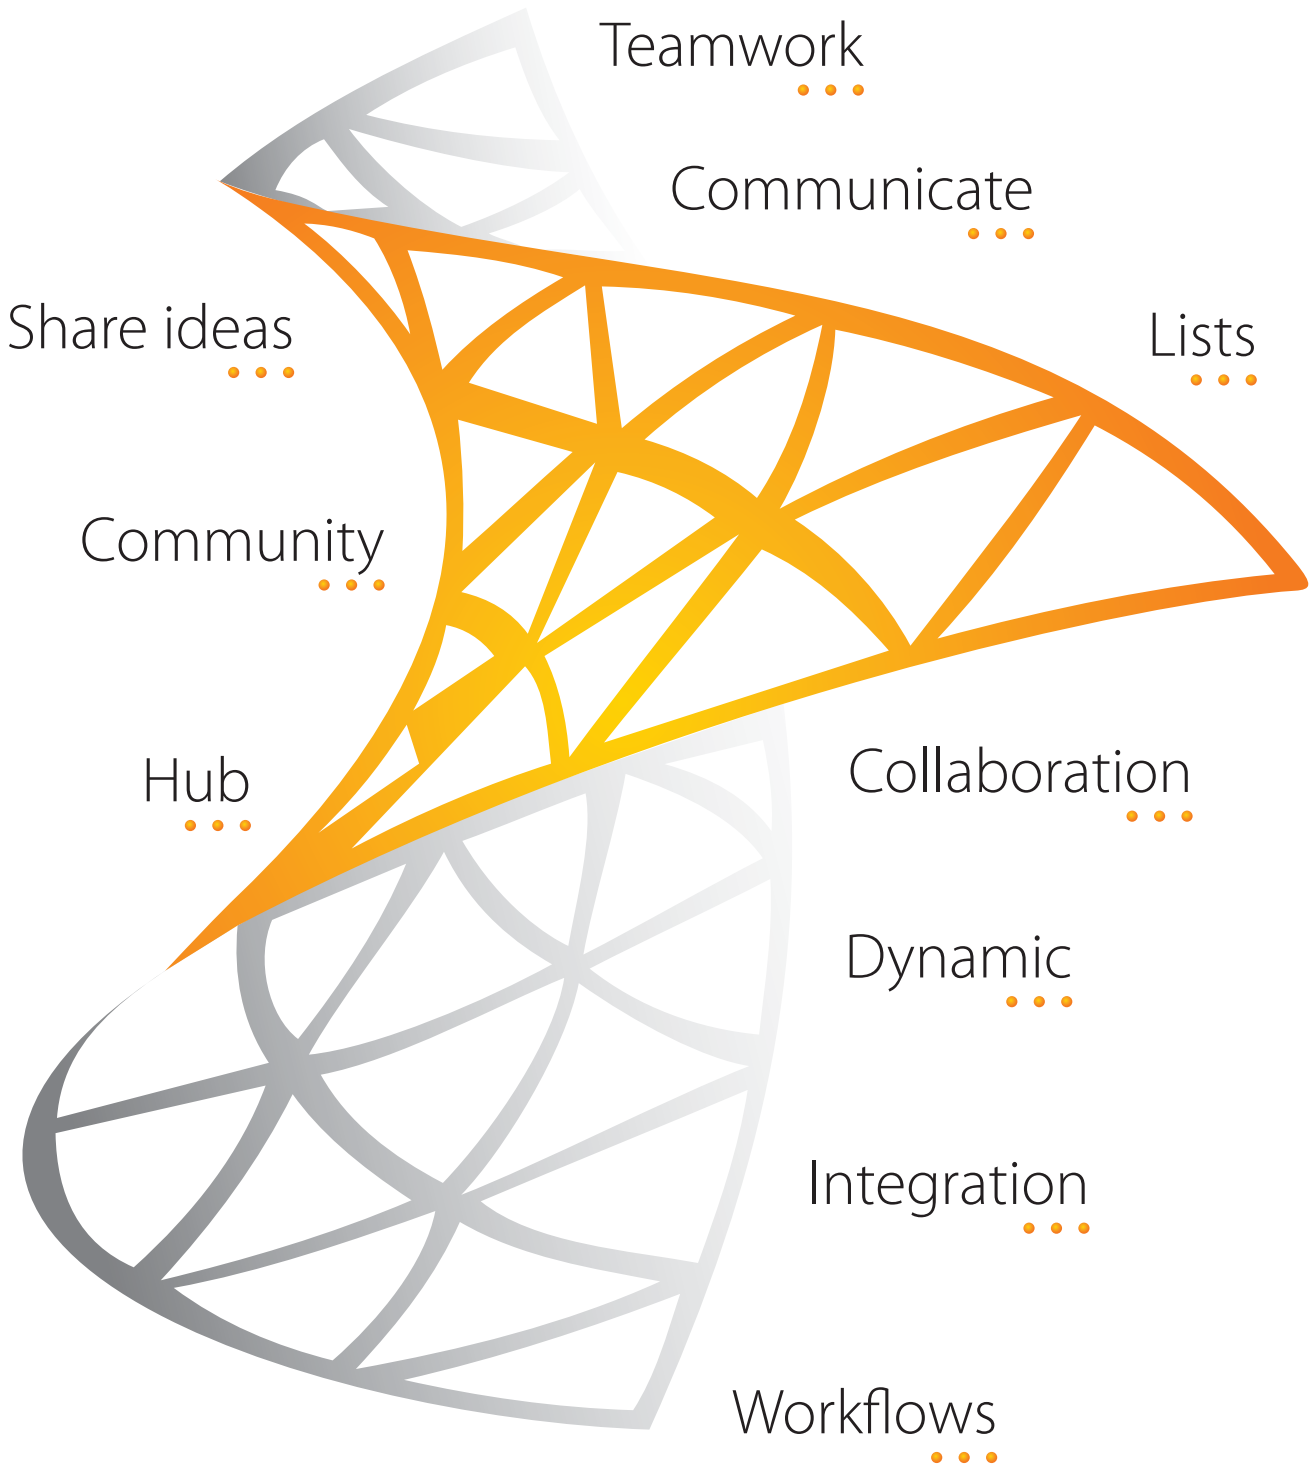 Teamwork
Communicate
Share ideas
Lists
Community
Hub
Collaboration
Dynamic
Integration
Workflows